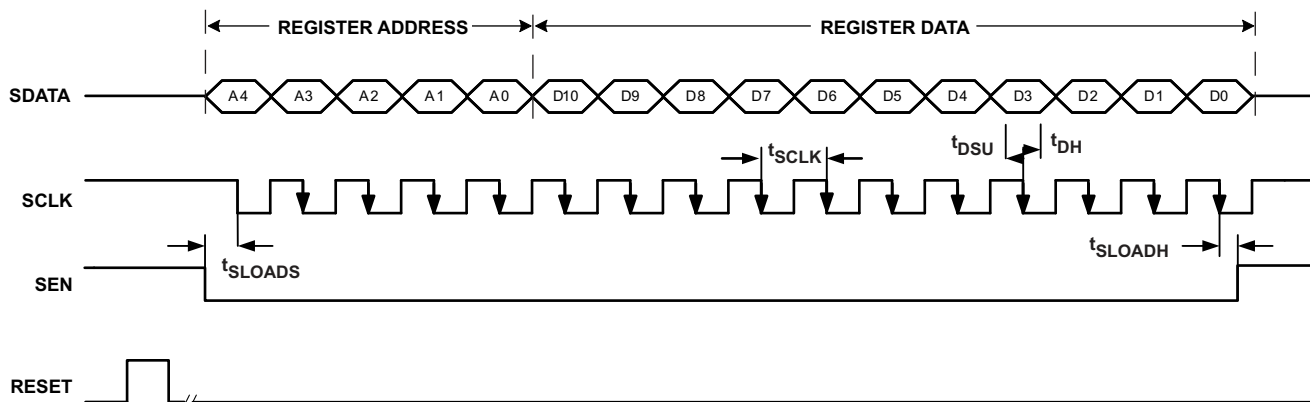 REGISTER ADDRESS REGISTER DATA
SDATA A4 A3 A2 A1 A0 D10 D9 D8 D7 D6 D5 D4 D3 D2 D1 D0
tSCLK tDSU tDH
SCLK
tSLOADS tSLOADH
SEN
RESET